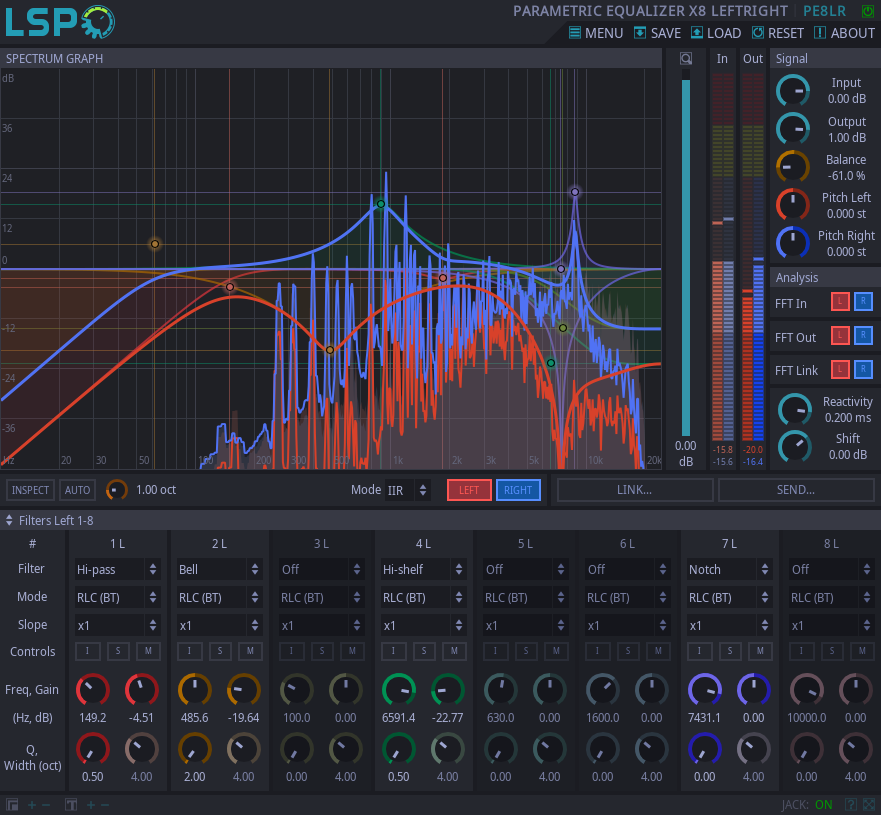 LSP
PARAMETRIC EQUALIZER X8 LEFTRIGHT PE8LR
MENU SAVE LOAD RESET ABOUT
SPECTRUM GRAPH
In Out
Signal
dB
36
24
12
0
-12
-24
-36
Hz 20 30 50 100 200 300 500 1k 2k 3k 5k 10k 20k
0.00
dB
-15.8 -20.0
-15.6 -16.4
Input
0.00 dB
Output
1.00 dB
Balance
-61.0 %
Pitch Left
0.000 st
Pitch Right
0.000 st
Analysis
FFT In L R
FFT Out L R
FFT Link L R
Reactivity
0.200 ms
Shift
0.00 dB
INSPECT AUTO 1.00 oct Mode IIR LEFT RIGHT LINK... SEND...
Filters Left 1-8
# 1 L 2 L 3 L 4 L 5 L 6 L 7 L 8 L
Filter Hi-pass Bell Off Hi-shelf Off Off Notch Off
Mode RLC (BT) RLC (BT) RLC (BT) RLC (BT) RLC (BT) RLC (BT) RLC (BT) RLC (BT)
Slope x1 x1 x1 x1 x1 x1 x1 x1
Controls I S M I S M I S M I S M I S M I S M I S M I S M
Freq, Gain
(Hz, dB) 149.2 -4.51 485.6 -19.64 100.0 0.00 6591.4 -22.77 630.0 0.00 1600.0 0.00 7431.1 0.00 10000.0 0.00
Q,
Width (oct)
0.50 4.00 2.00 4.00 0.00 4.00 0.50 4.00 0.00 4.00 0.00 4.00 0.00 4.00 0.00 4.00
T JACK: ON ?